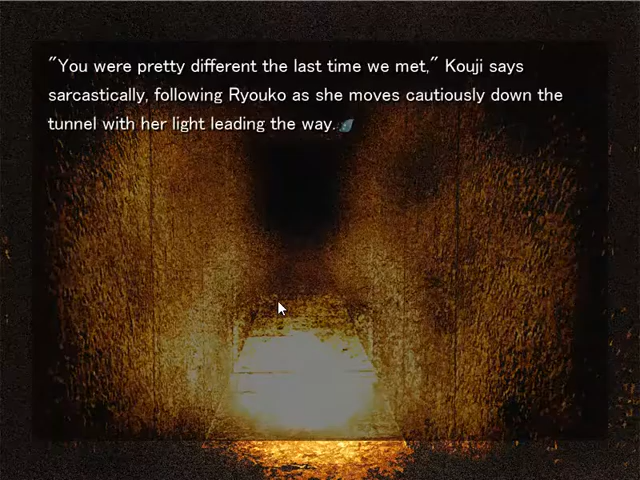 "You were pretty different the last time we met," Kouji says
sarcastically, following Ryouko as she moves cautiously down the
tunnel with her light leading the way.